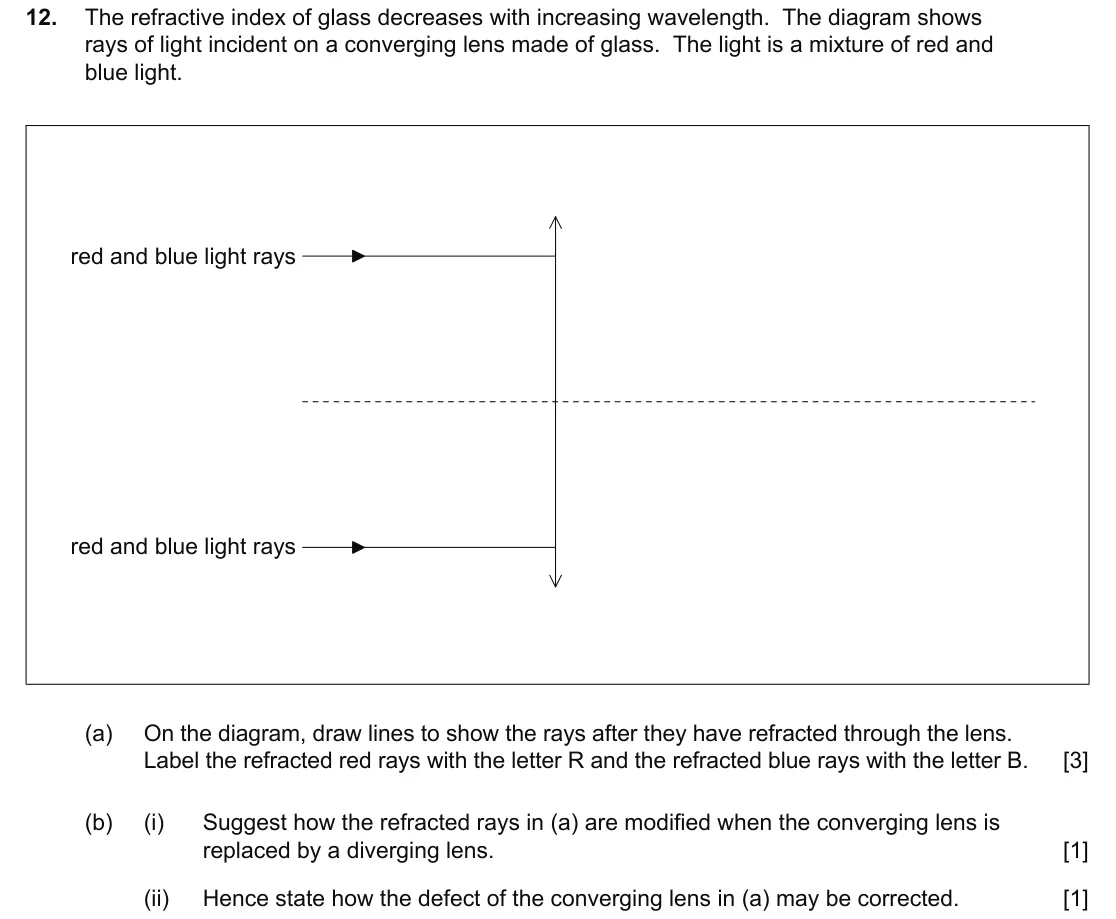 12. The refractive index of glass decreases with increasing wavelength. The diagram shows
rays of light incident on a converging lens made of glass. The light is a mixture of red and
blue light.
red and blue light rays
red and blue light rays
(a) On the diagram, draw lines to show the rays after they have refracted through the lens.
Label the refracted red rays with the letter R and the refracted blue rays with the letter B. [3]
(b) (i) Suggest how the refracted rays in (a) are modified when the converging lens is
replaced by a diverging lens. [1]
(ii) Hence state how the defect of the converging lens in (a) may be corrected. [1]